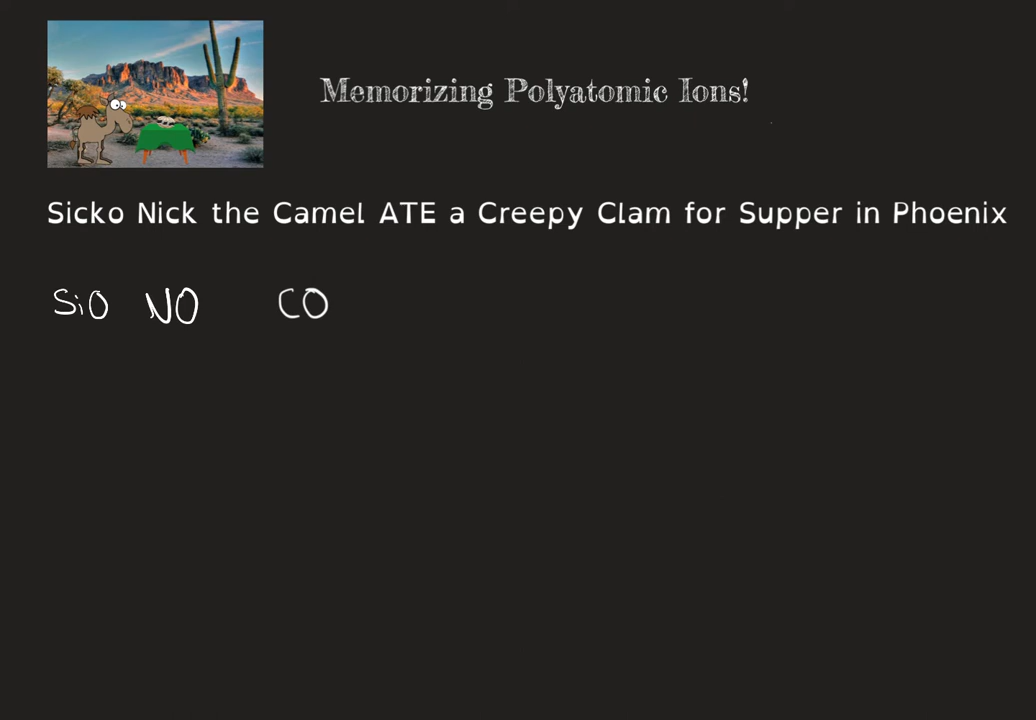 Memorizing Polyatomic Ions!
Sicko Nick the Camel ATE a Creepy Clam for Supper in Phoenix
SiO NO CO